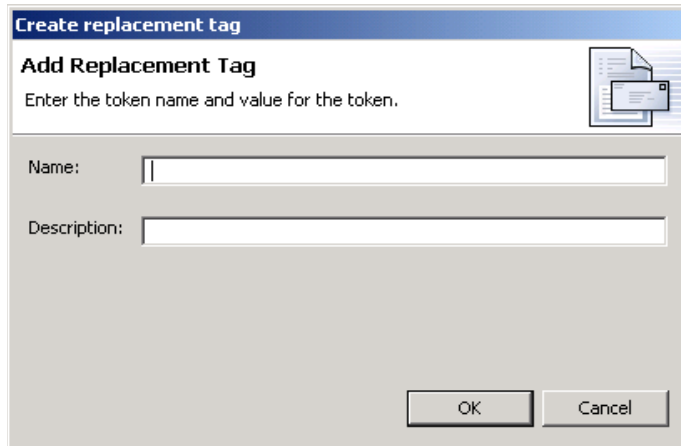 Create replacement tag
Add Replacement Tag
Enter the token name and value for the token.
Name:
Description:
OK Cancel